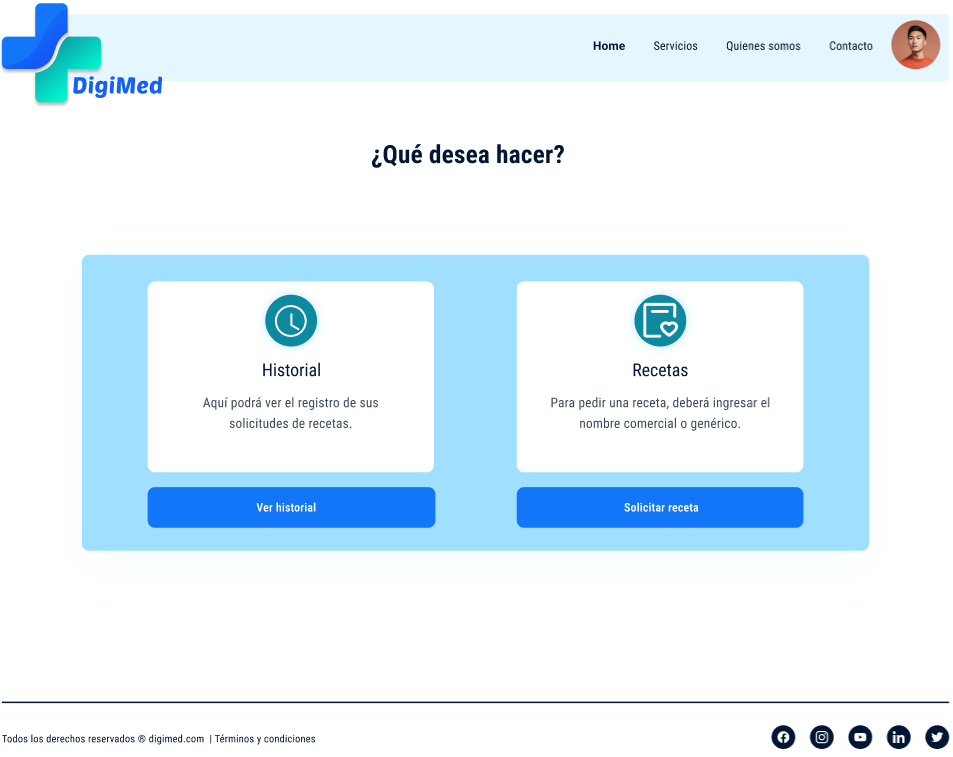 DigiMed
Home Servicios Quienes somos Contacto
¿Qué desea hacer?
Historial
Aquí podrá ver el registro de sus
solicitudes de recetas.
Ver historial
Recetas
Para pedir una receta, deberá ingresar el
nombre comercial o genérico.
Solicitar receta
Todos los derechos reservados ® digimed.com | Términos y condiciones